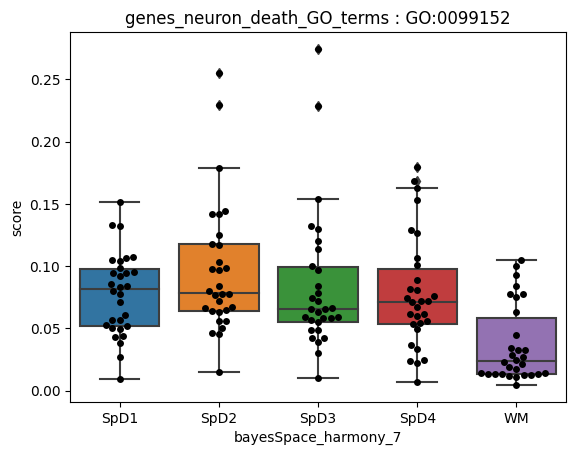 genes_neuron_death_GO_terms : GO:0099152
score
0.25
0.20
0.15
0.10
0.05
0.00
SpD1 SpD2 SpD3 SpD4 WM
bayesSpace_harmony_7